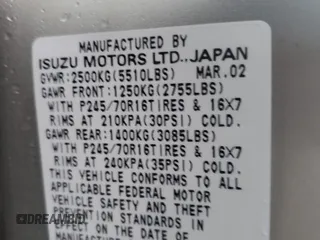 MANUFACTURED BY
ISUZU MOTORS LTD., JAPAN
GVWR:2500KG(5510LBS) MAR.02
GAWR FRONT:1250KG(2755LBS)
WITH P245/70R16TIRES & 16X7
RIMS AT 210KPA(30PSI) COLD.
GAWR REAR:1400KG(3085LBS)
WITH P245/70R16TIRES & 16X7
RIMS AT 240KPA(35PSI) COLD.
THIS VEHICLE CONFORMS TO ALL
APPLICABLE FEDERAL MOTOR
VEHICLE SAFETY AND THEFT
PREVENTION STANDARDS IN
EFFECT ON THE DATE OF